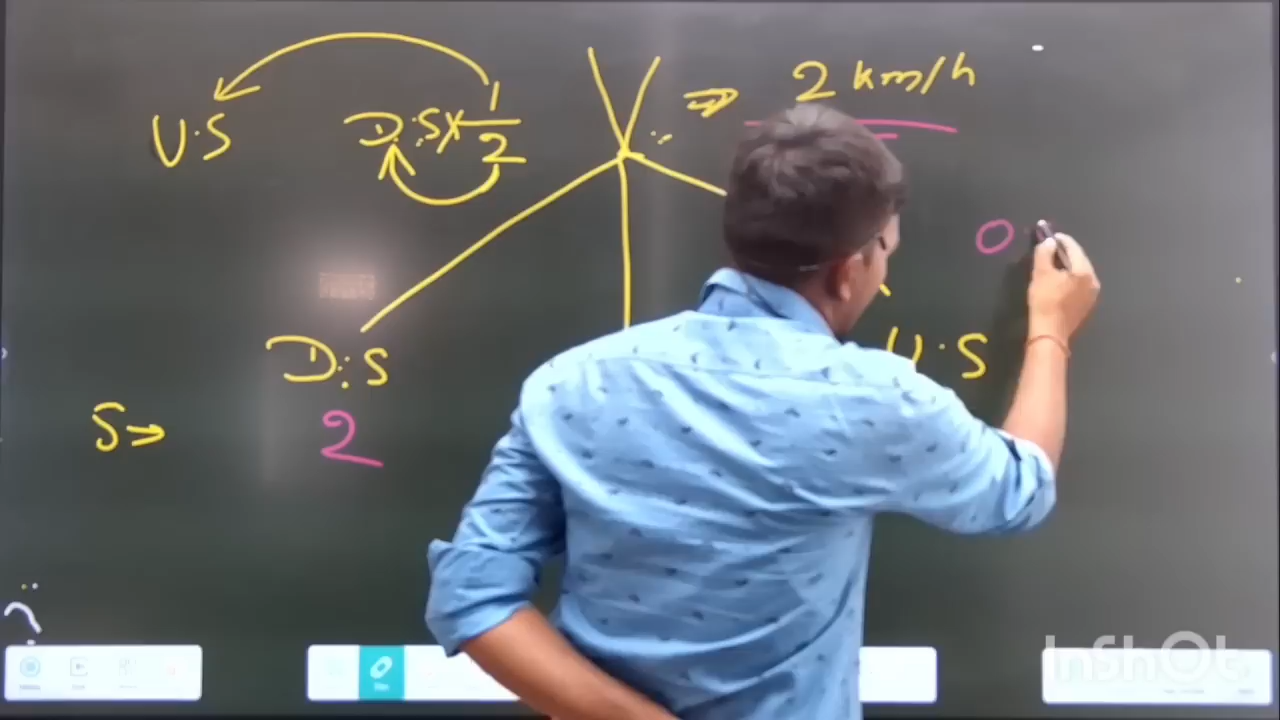 2 km/h
U.S D.S x 1/2
0
D.S U.S
S→ 2
?
InShOt